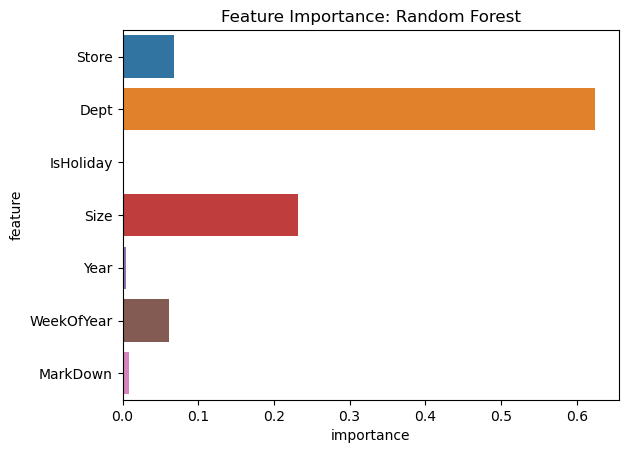 Feature Importance: Random Forest
feature
Store
Dept
IsHoliday
Size
Year
WeekOfYear
MarkDown
0.0 0.1 0.2 0.3 0.4 0.5 0.6
importance